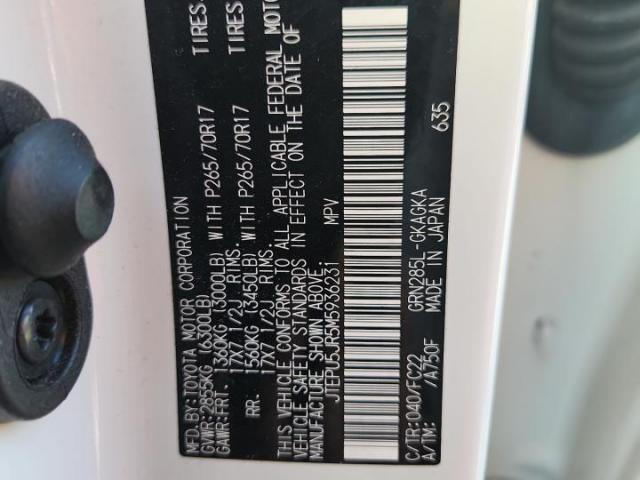 MFD.BY:TOYOTA MOTOR CORPORATION
GVWR:2855KG (6300LB)
GAWR:FRT 1360KG (3000LB) WITH P265/70R17 TIRES.
17X7 1/2J RIMS.
RR. 1560KG (3450LB) WITH P265/70R17 TIRES.
17X7 1/2J RIMS.
THIS VEHICLE CONFORMS TO ALL APPLICABLE FEDERAL MOTOR
VEHICLE SAFETY STANDARDS IN EFFECT ON THE DATE OF
MANUFACTURE SHOWN ABOVE.
JTEPU5JR5M5936231 MPV
C/TR:040/FC22 GRN285L-GKAGKA 635
A/TM: /A750F MADE IN JAPAN